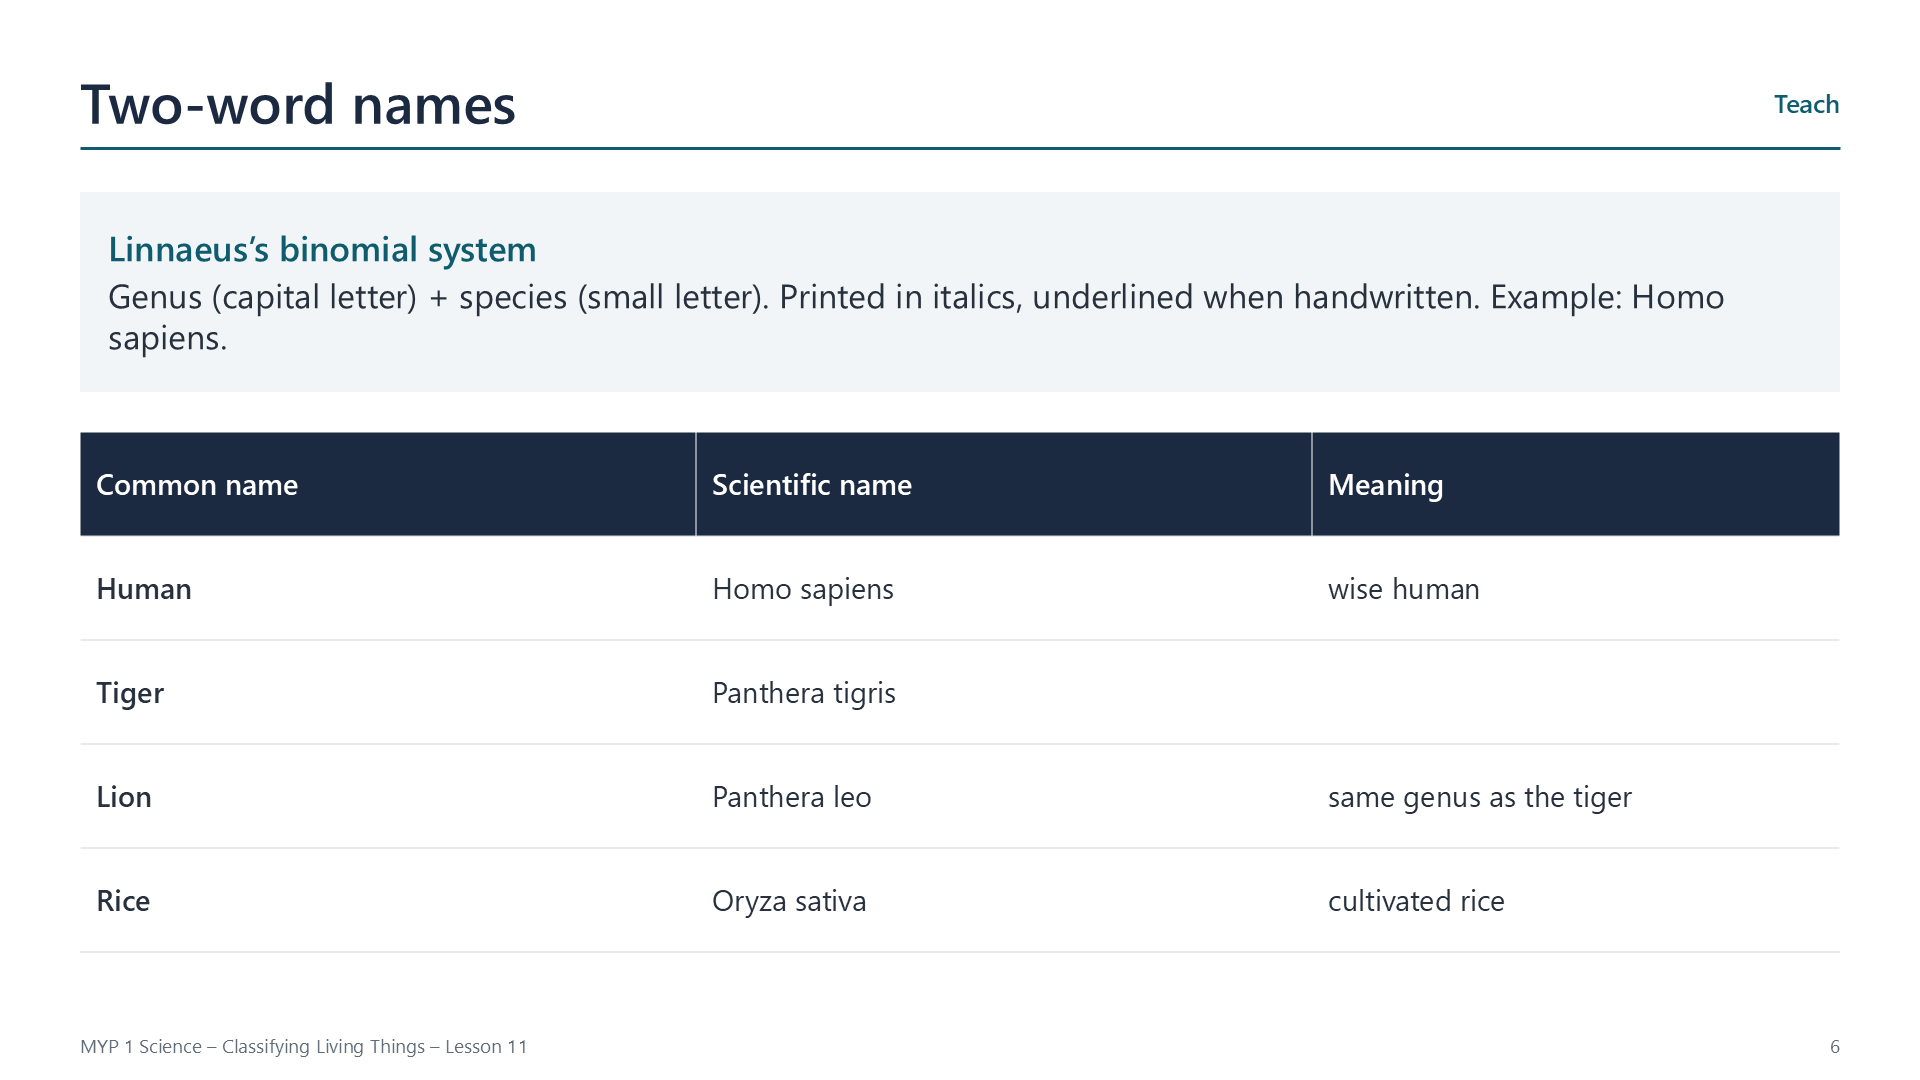 Two-word names
Teach
Linnaeus’s binomial system
Genus (capital letter) + species (small letter). Printed in italics, underlined when handwritten. Example: Homo
sapiens.
Common name Scientific name Meaning
Human Homo sapiens wise human
Tiger Panthera tigris
Lion Panthera leo same genus as the tiger
Rice Oryza sativa cultivated rice
MYP 1 Science – Classifying Living Things – Lesson 11
6